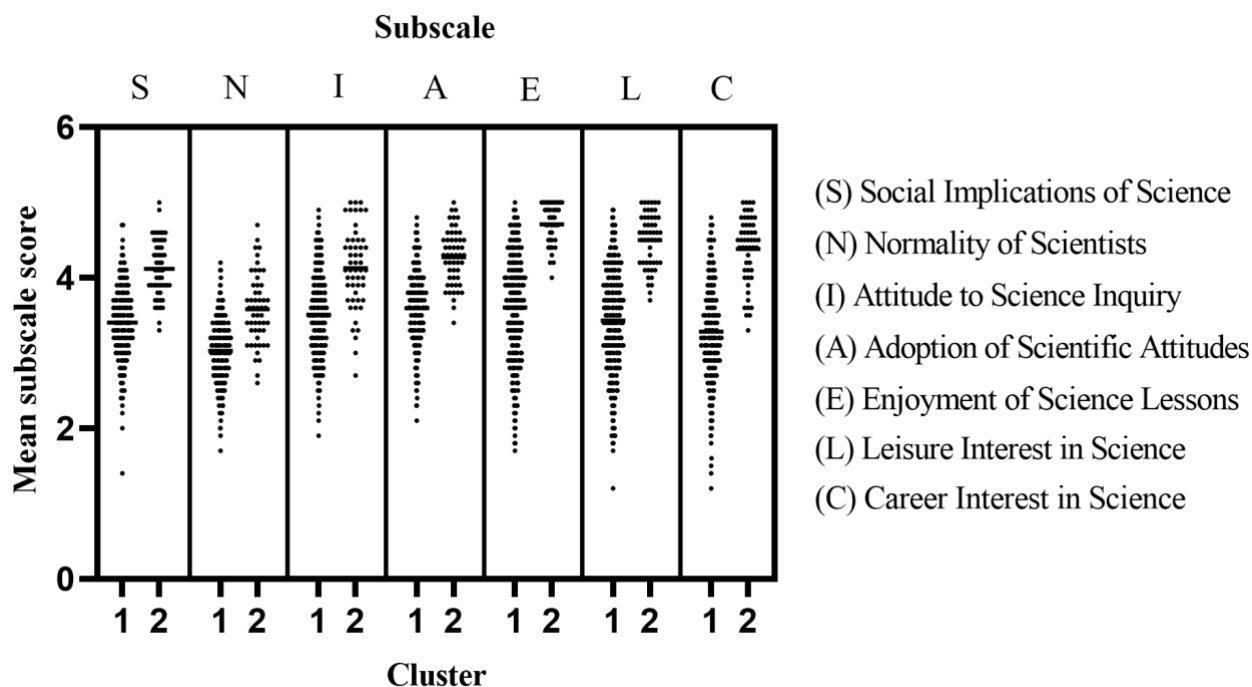 Subscale
S N I A E L C
6
4
2
0
Mean subscale score
1 2 1 2 1 2 1 2 1 2 1 2 1 2
Cluster
(S) Social Implications of Science
(N) Normality of Scientists
(I) Attitude to Science Inquiry
(A) Adoption of Scientific Attitudes
(E) Enjoyment of Science Lessons
(L) Leisure Interest in Science
(C) Career Interest in Science